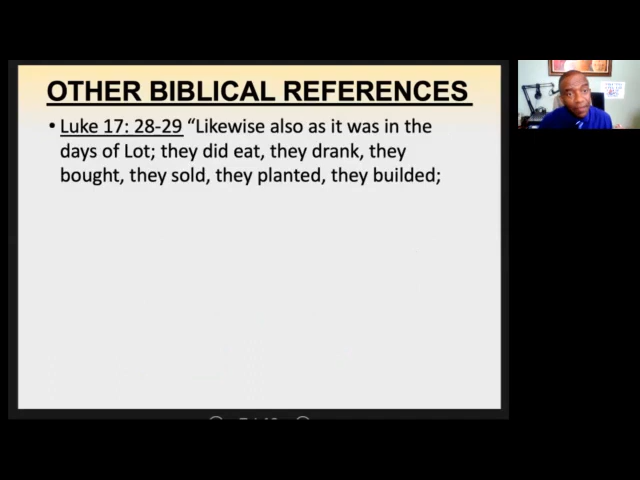 OTHER BIBLICAL REFERENCES
• Luke 17: 28-29 “Likewise also as it was in the
days of Lot; they did eat, they drank, they
bought, they sold, they planted, they builded;